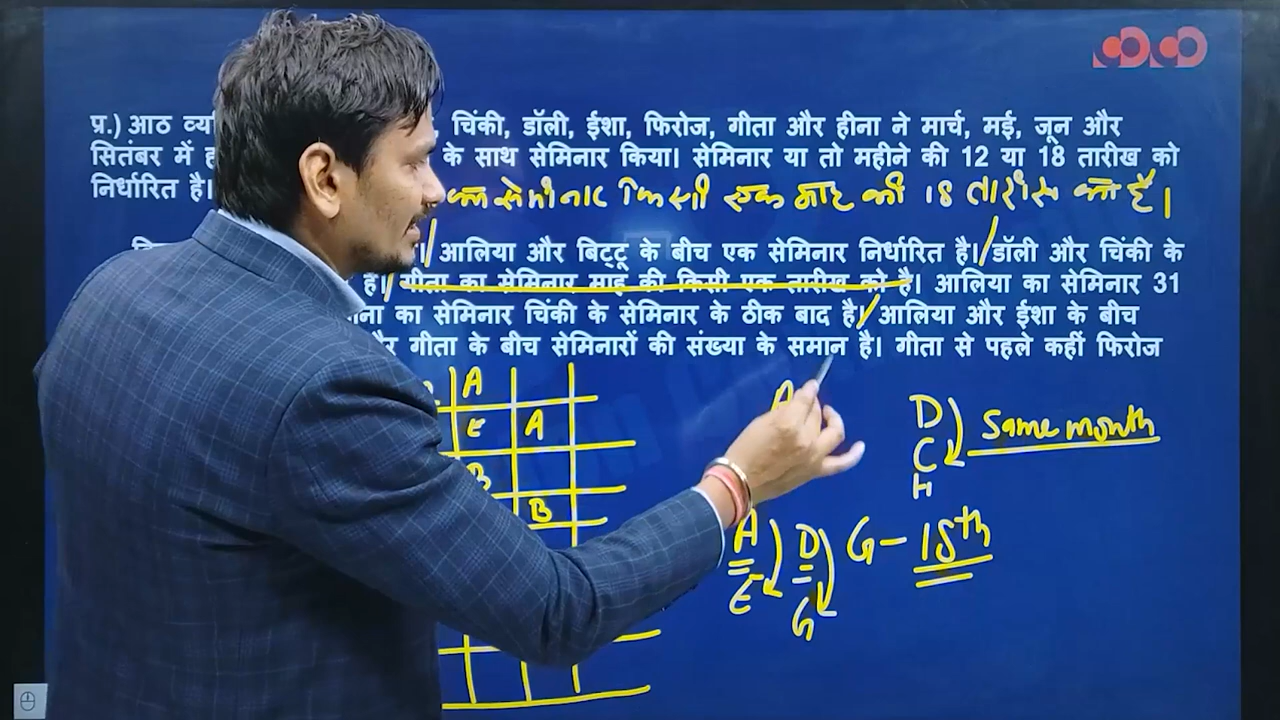 प्र.) आठ चिंकी, डॉली, ईशा, फिरोज, गीता और हीना ने मार्च, मई, जून और
सितंबर में के साथ सेमिनार किया। सेमिनार या तो महीने की 12 या 18 तारीख को
निर्धारित है। का सेमीनार किसी एक माह की 18 तारीख को है।
आलिया और बिट्टू के बीच एक सेमिनार निर्धारित है। डॉली और चिंकी के
है। गीता का सेमिनार माह की किसी एक तारीख को है। आलिया का सेमिनार 31
का सेमिनार चिंकी के सेमिनार के ठीक बाद है। आलिया और ईशा के बीच
गीता के बीच सेमिनारों की संख्या के समान है। गीता से पहले कहीं फिरोज
A
E A
B
B
D
C
H
Same month
A D G - 18th
E G